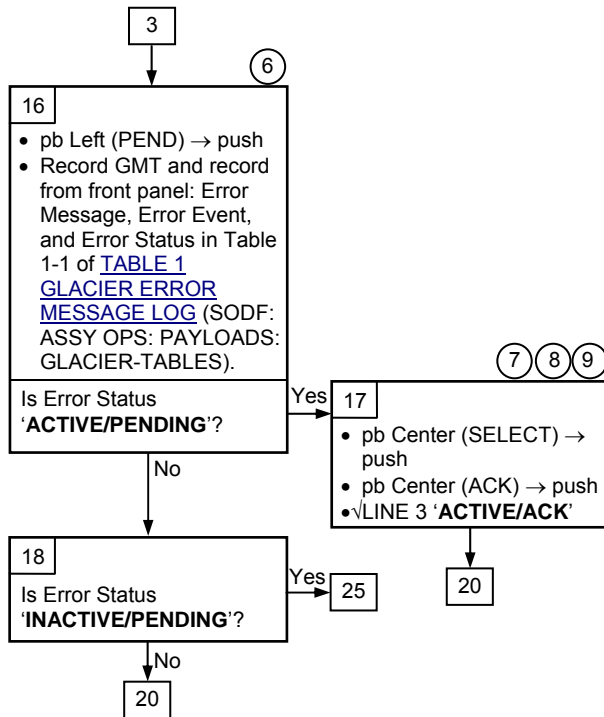 3
6
16
• pb Left (PEND) → push
• Record GMT and record
from front panel: Error
Message, Error Event,
and Error Status in Table
1-1 of TABLE 1
GLACIER ERROR
MESSAGE LOG (SODF:
ASSY OPS: PAYLOADS:
GLACIER-TABLES).
Is Error Status
‘ACTIVE/PENDING’?
Yes
No
7 8 9
17
• pb Center (SELECT) →
push
• pb Center (ACK) → push
•√LINE 3 ‘ACTIVE/ACK’
20
18
Is Error Status
‘INACTIVE/PENDING’?
Yes
25
No
20